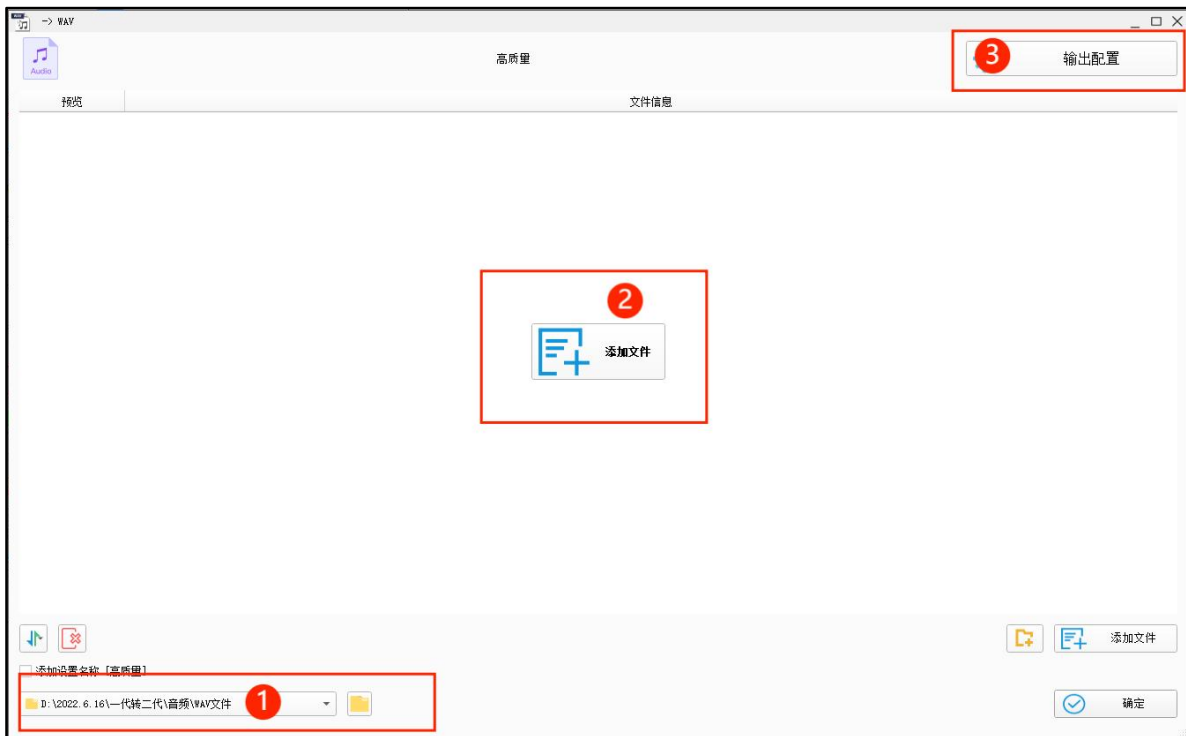 -> WAV
Audio
高质量
3
输出配置
预览
文件信息
2
添加文件
添加文件
添加设置名称 [高质量]
D:\2022.6.16\一代转二代\音频\WAV文件
1
确定